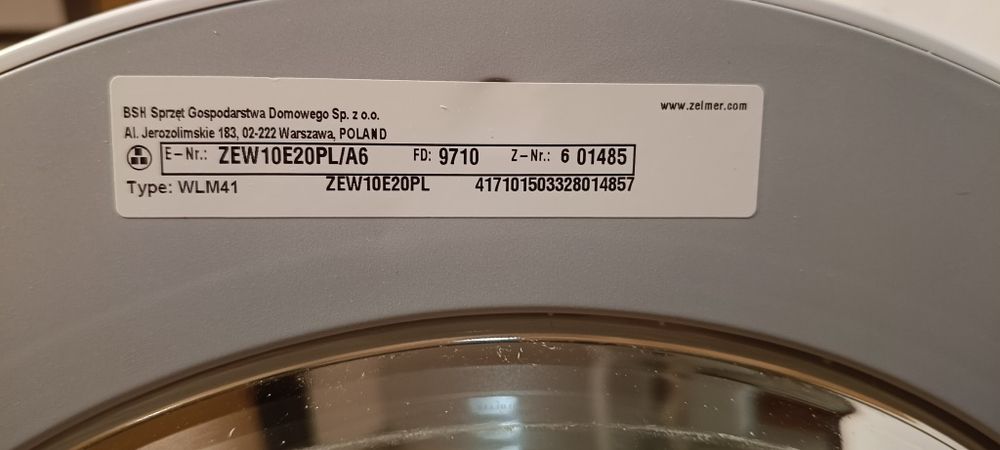 BSH Sprzęt Gospodarstwa Domowego Sp. z o.o.
www.zelmer.com
Al. Jerozolimskie 183, 02-222 Warszawa, POLAND
E-Nr.: ZEW10E20PL/A6 FD: 9710 Z-Nr.: 6 01485
Type: WLM41 ZEW10E20PL 417101503328014857